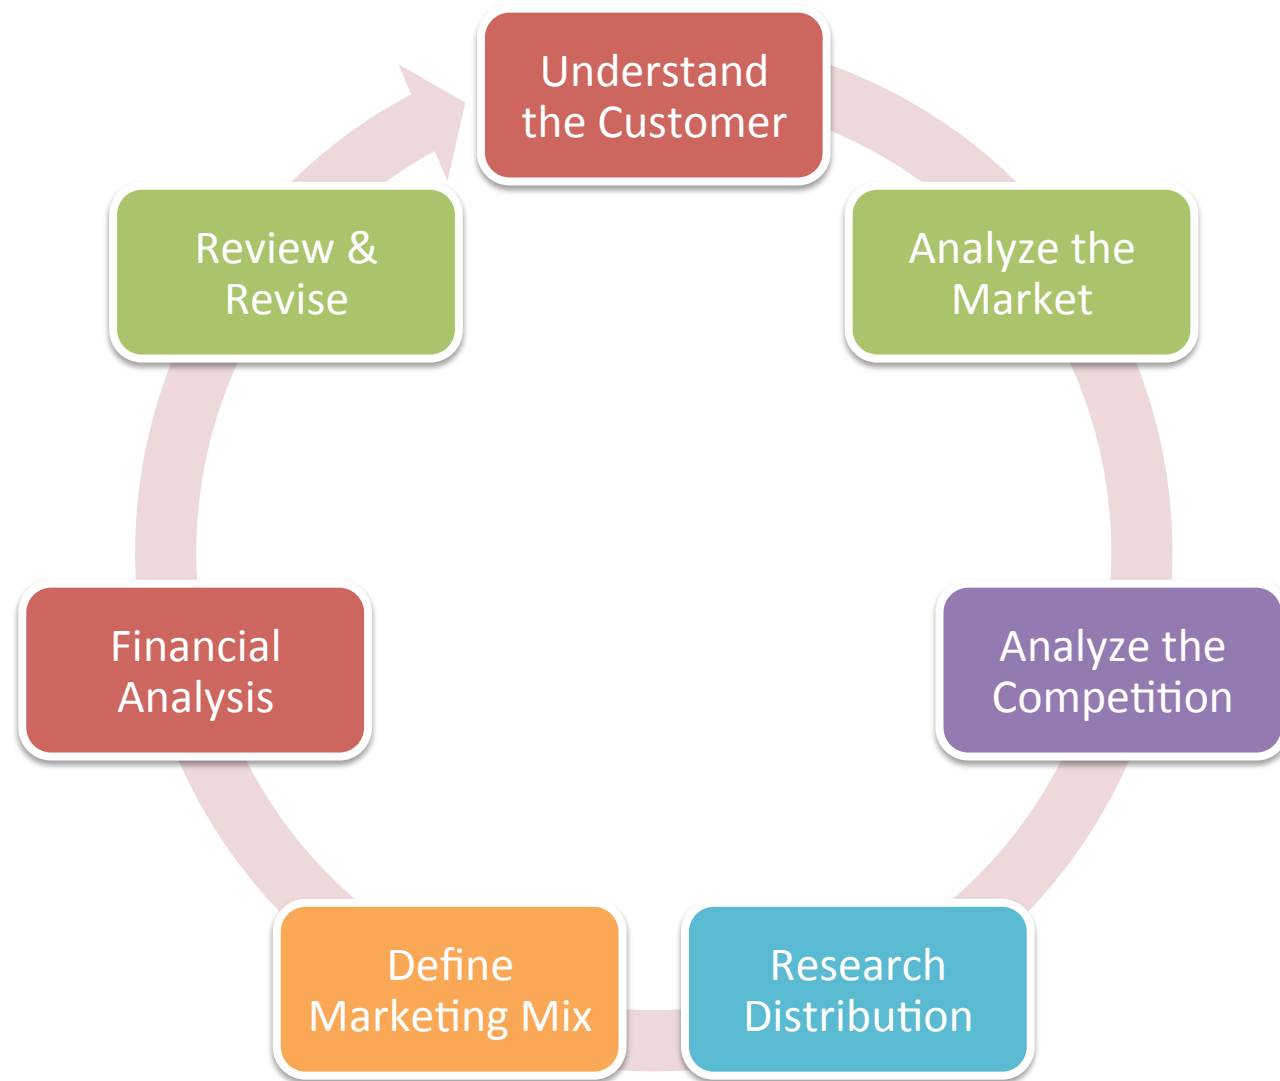 Understand
the Customer
Analyze the
Market
Analyze the
Competition
Research
Distribution
Define
Marketing Mix
Financial
Analysis
Review &
Revise